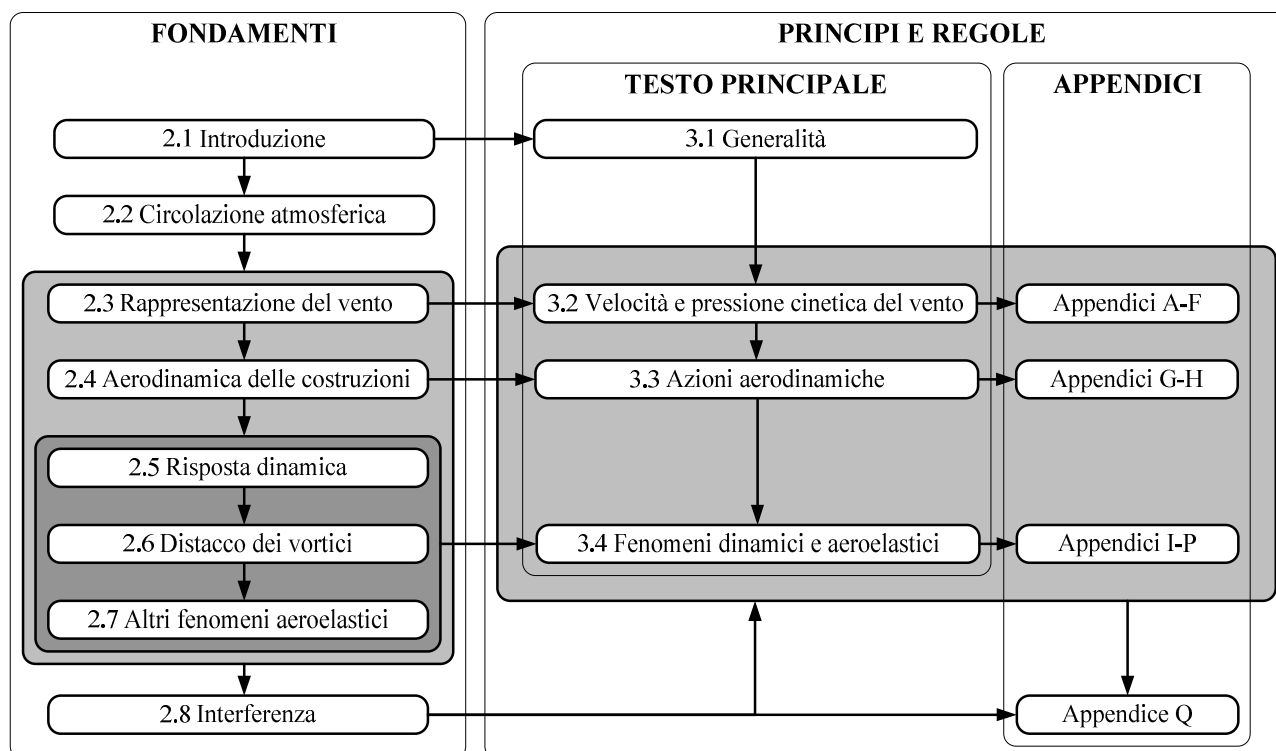 FONDAMENTI
2.1 Introduzione
2.2 Circolazione atmosferica
2.3 Rappresentazione del vento
2.4 Aerodinamica delle costruzioni
2.5 Risposta dinamica
2.6 Distacco dei vortici
2.7 Altri fenomeni aeroelastici
2.8 Interferenza
PRINCIPI E REGOLE
TESTO PRINCIPALE
3.1 Generalità
3.2 Velocità e pressione cinetica del vento
3.3 Azioni aerodinamiche
3.4 Fenomeni dinamici e aeroelastici
APPENDICI
Appendici A-F
Appendici G-H
Appendici I-P
Appendice Q